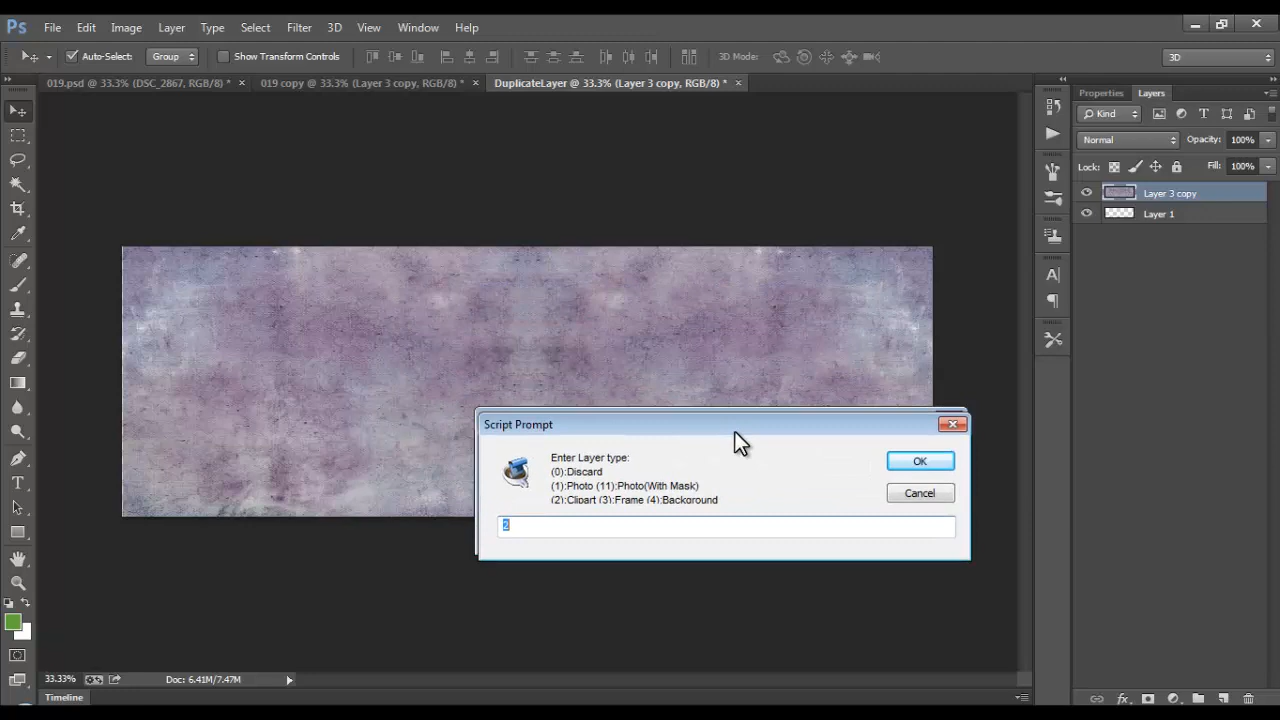 Ps File Edit Image Layer Type Select Filter 3D View Window Help
Auto-Select: Group Show Transform Controls 3D Mode: 3D
019.psd @ 33.3% (DSC_2867, RGB/8) * × 019 copy @ 33.3% (Layer 3 copy, RGB/8) * × DuplicateLayer @ 33.3% (Layer 3 copy, RGB/8) * ×
Properties Layers
Kind
Normal Opacity: 100%
Lock: Fill: 100%
Layer 3 copy
Layer 1
Script Prompt
Enter Layer type:
(0):Discard
(1):Photo (11):Photo(With Mask)
(2):Clipart (3):Frame (4):Background
OK
Cancel
2
33.33% Doc: 6.41M/7.47M
Timeline